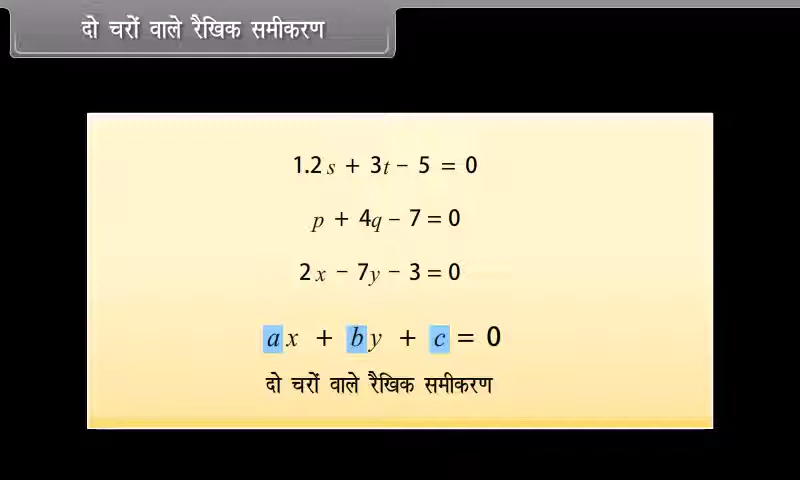 दो चरों वाले रैखिक समीकरण
1.2s + 3t − 5 = 0
p + 4q − 7 = 0
2x − 7y − 3 = 0
ax + by + c = 0
दो चरों वाले रैखिक समीकरण